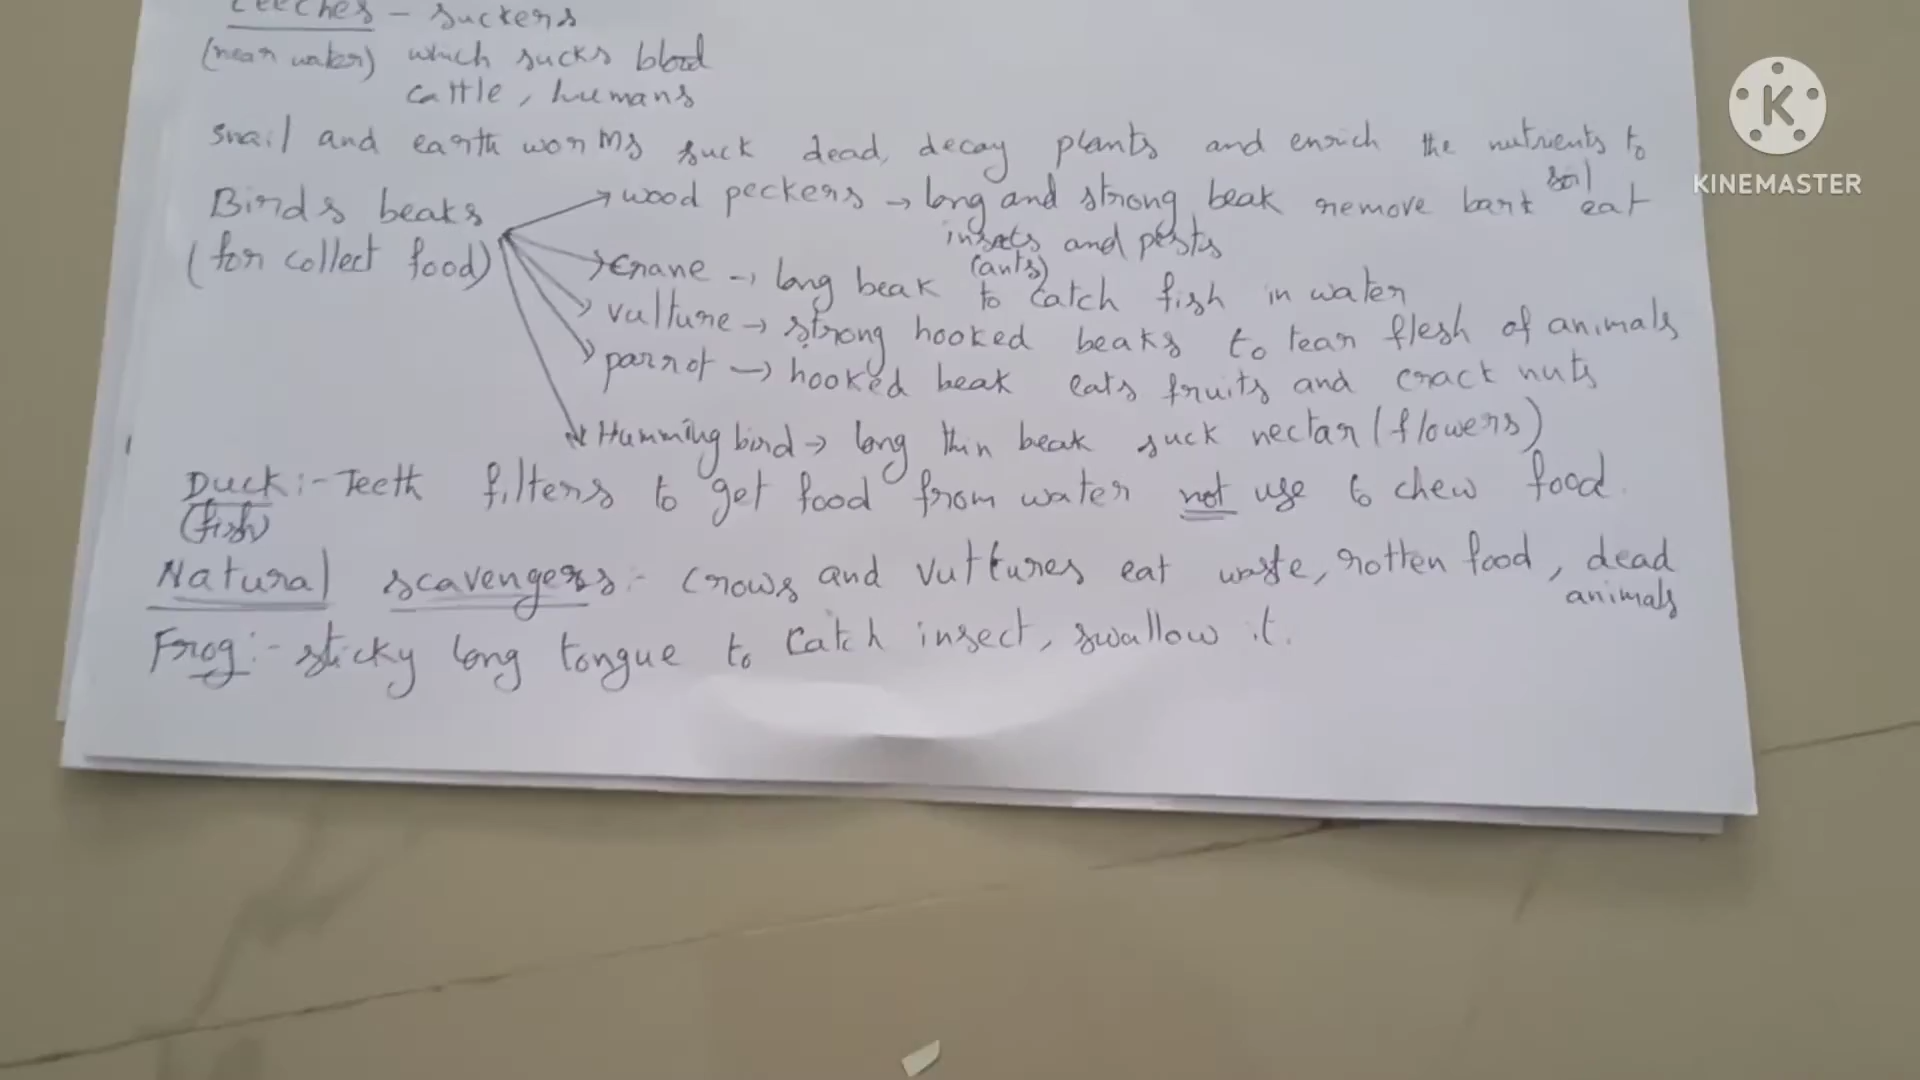 Leeches - suckers
(near water) which sucks blood
cattle, humans
snail and earth worms suck dead, decay plants and enrich the nutrients to soil
Birds beaks (for collect food)
→ wood peckers → long and strong beak remove bark eat insects and pests (ants)
→ crane → long beak to catch fish in water
→ vulture → strong hooked beaks to tear flesh of animals
→ parrot → hooked beak eats fruits and crack nuts
→ Humming bird → long thin beak suck nectar (flowers)
Duck :- Teeth filters to get food from water not use to chew food.
(fish)
Natural scavengers :- Crows and vultures eat waste, rotten food, dead animals
Frog :- sticky long tongue to catch insect, swallow it.
K
KINEMASTER